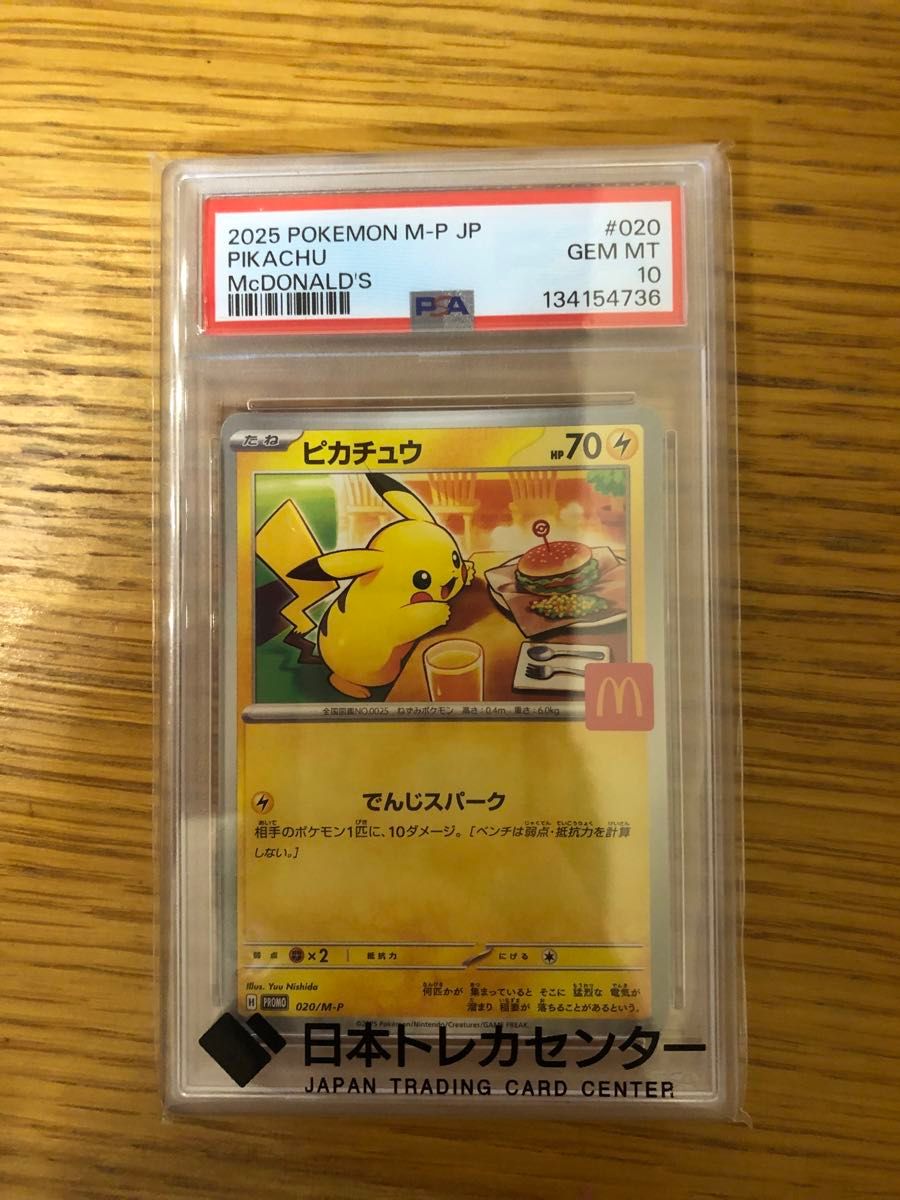 2025 POKEMON M-P JP #020
PIKACHU GEM MT
McDONALD'S 10
PSA 134154736
たね ピカチュウ HP70
全国図鑑NO.0025 ねずみポケモン 高さ:0.4m 重さ:6.0kg
でんじスパーク
相手のポケモン1匹に、10ダメージ。[ベンチは弱点・抵抗力を計算
しない。]
弱点 ×2 抵抗力 にげる
Illus. Yuu Nishida
何匹かが 集まっていると そこに 猛烈な 電気が
溜まり 稲妻が 落ちることがあるという。
H PROMO 020/M-P
©2025 Pokémon/Nintendo/Creatures/GAME FREAK.
日本トレカセンター
JAPAN TRADING CARD CENTER